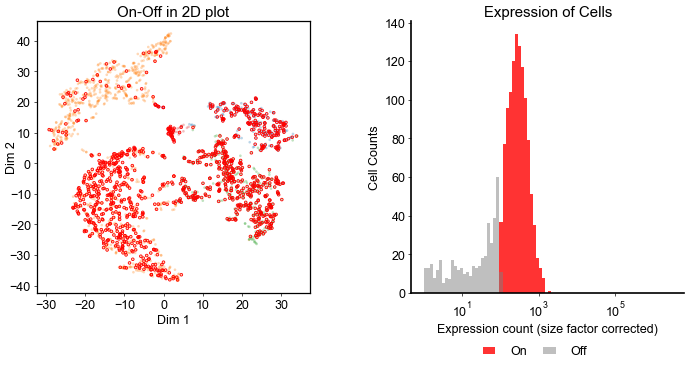 On-Off in 2D plot
40
30
20
10
0
−10
−20
−30
−40
Dim 2
−30 −20 −10 0 10 20 30
Dim 1
Expression of Cells
140
120
100
80
60
40
20
0
Cell Counts
10^1 10^3 10^5
Expression count (size factor corrected)
On Off